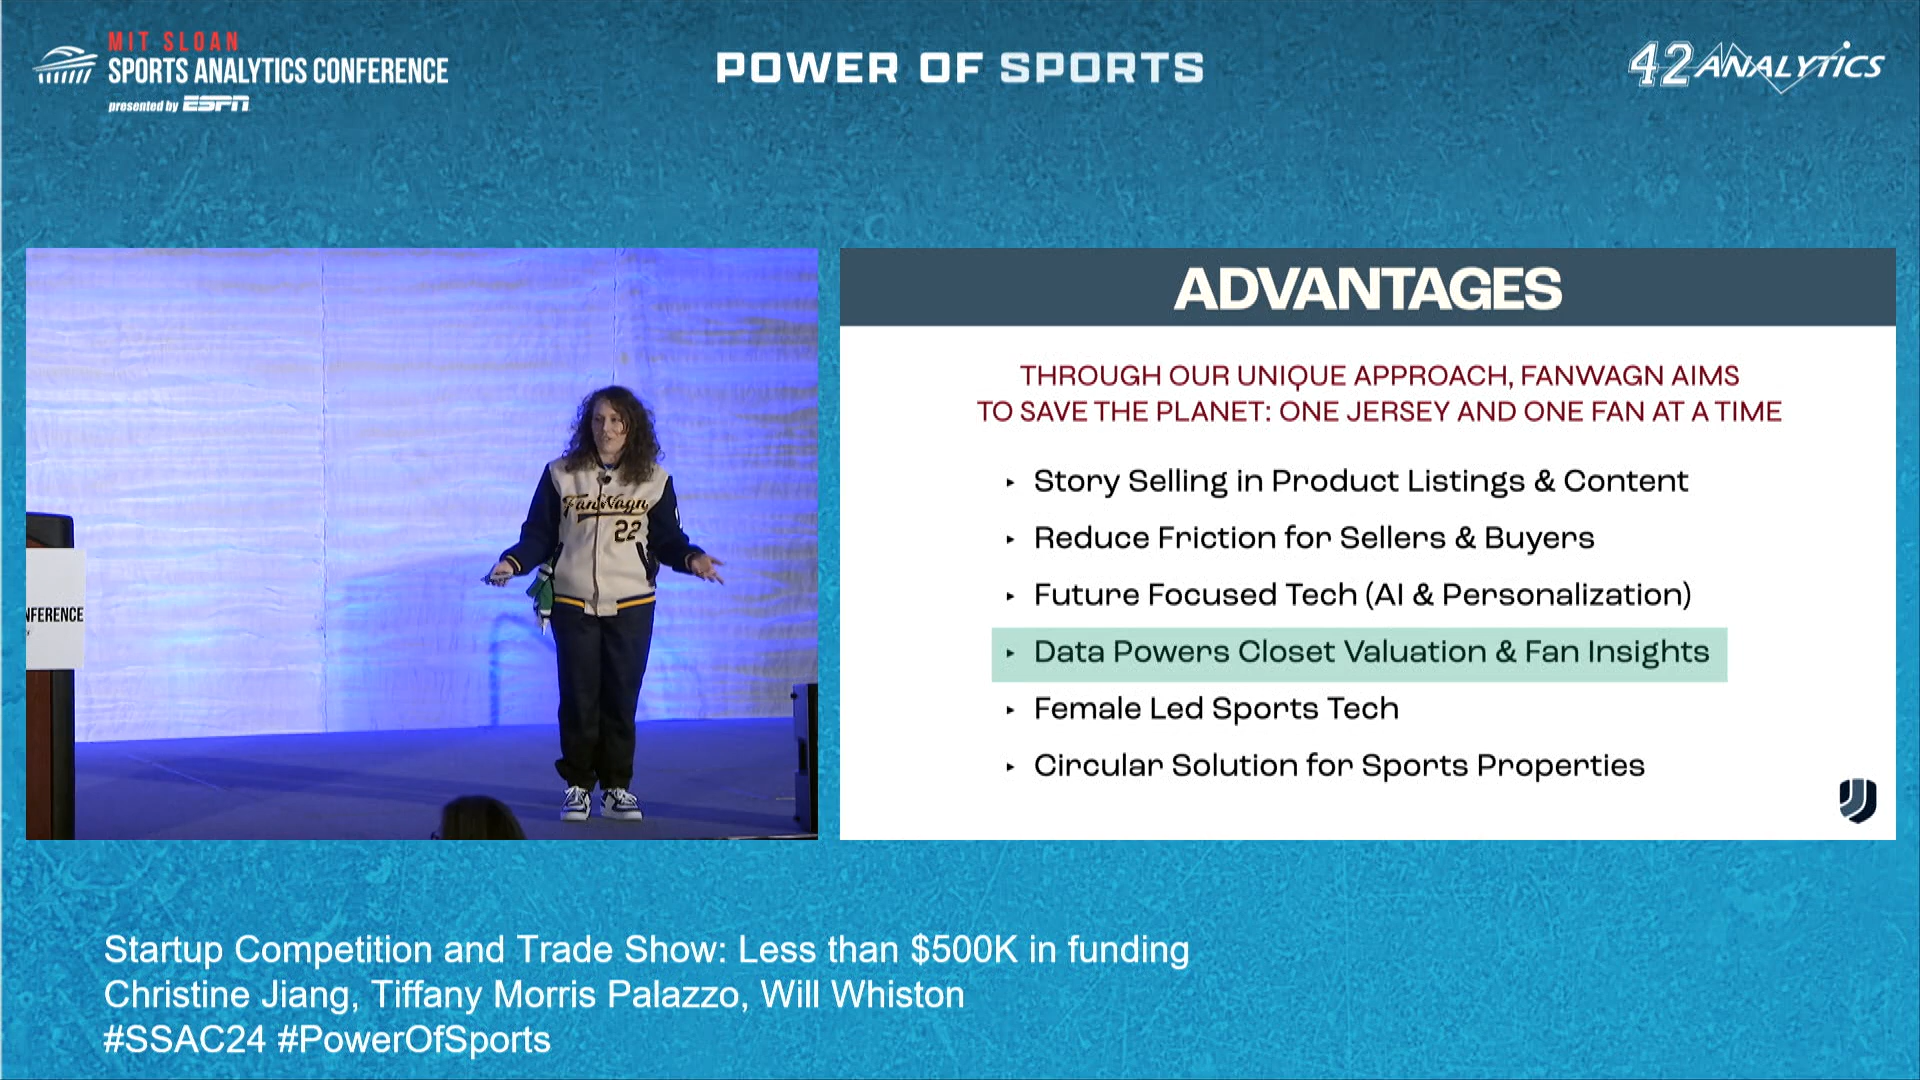 MIT SLOAN
SPORTS ANALYTICS CONFERENCE
presented by ESPN
POWER OF SPORTS
42 ANALYTICS
FanWagn
22
NFERENCE
ADVANTAGES
THROUGH OUR UNIQUE APPROACH, FANWAGN AIMS
TO SAVE THE PLANET: ONE JERSEY AND ONE FAN AT A TIME
‣ Story Selling in Product Listings & Content
‣ Reduce Friction for Sellers & Buyers
‣ Future Focused Tech (AI & Personalization)
‣ Data Powers Closet Valuation & Fan Insights
‣ Female Led Sports Tech
‣ Circular Solution for Sports Properties
Startup Competition and Trade Show: Less than $500K in funding
Christine Jiang, Tiffany Morris Palazzo, Will Whiston
#SSAC24 #PowerOfSports